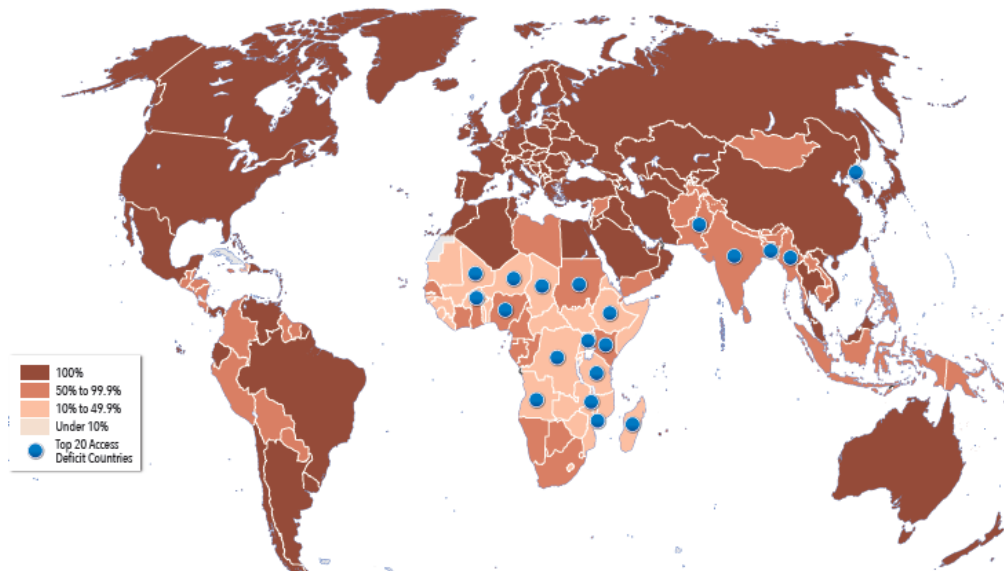 100%
50% to 99.9%
10% to 49.9%
Under 10%
Top 20 Access
Deficit Countries